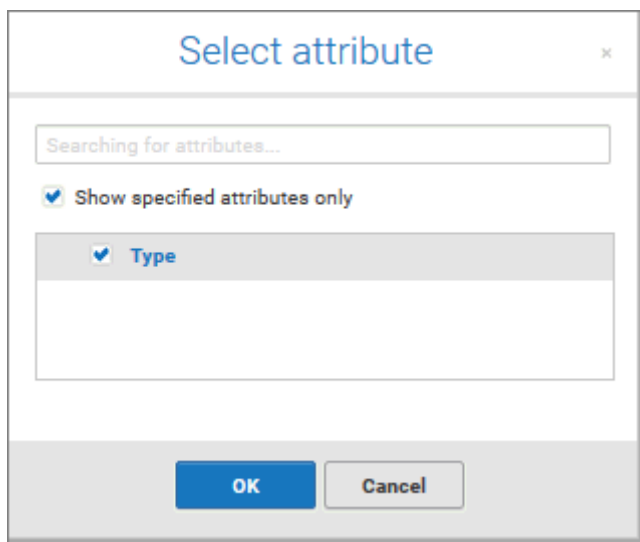 Select attribute
×
Searching for attributes...
Show specified attributes only
Type
OK
Cancel